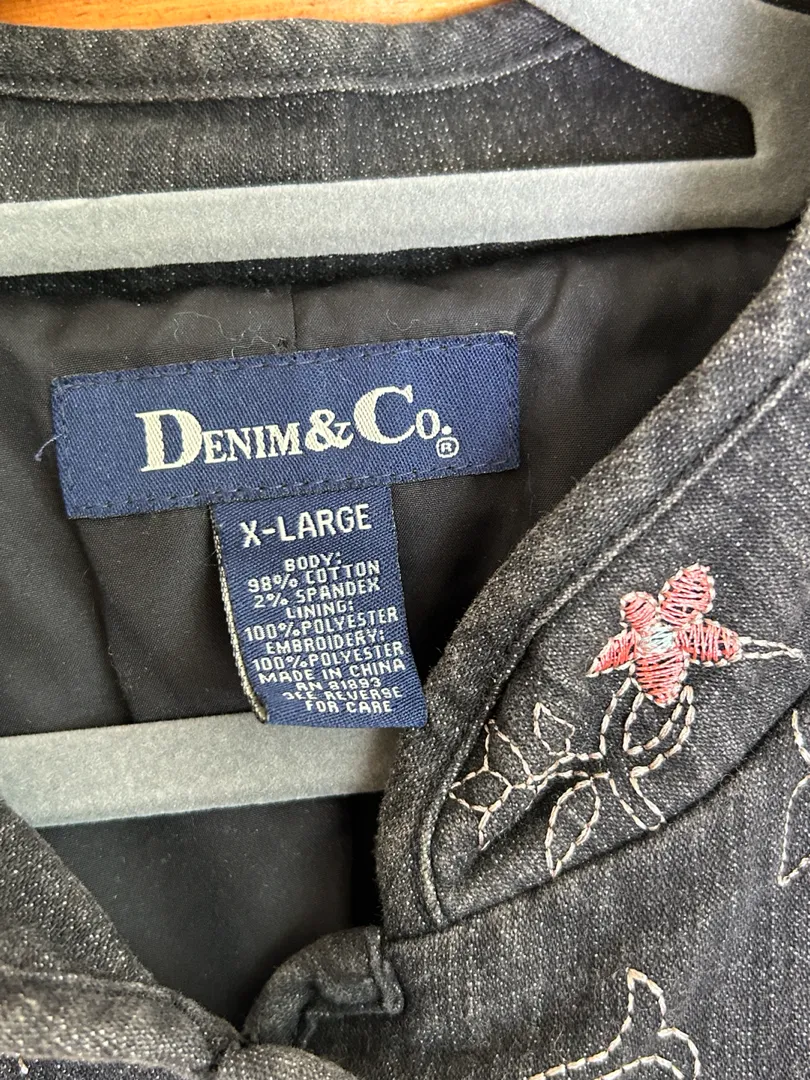 DENIM & CO. ®
X-LARGE
BODY:
98% COTTON
2% SPANDEX
LINING:
100% POLYESTER
EMBROIDERY:
100% POLYESTER
MADE IN CHINA
RN 81893
SEE REVERSE
FOR CARE